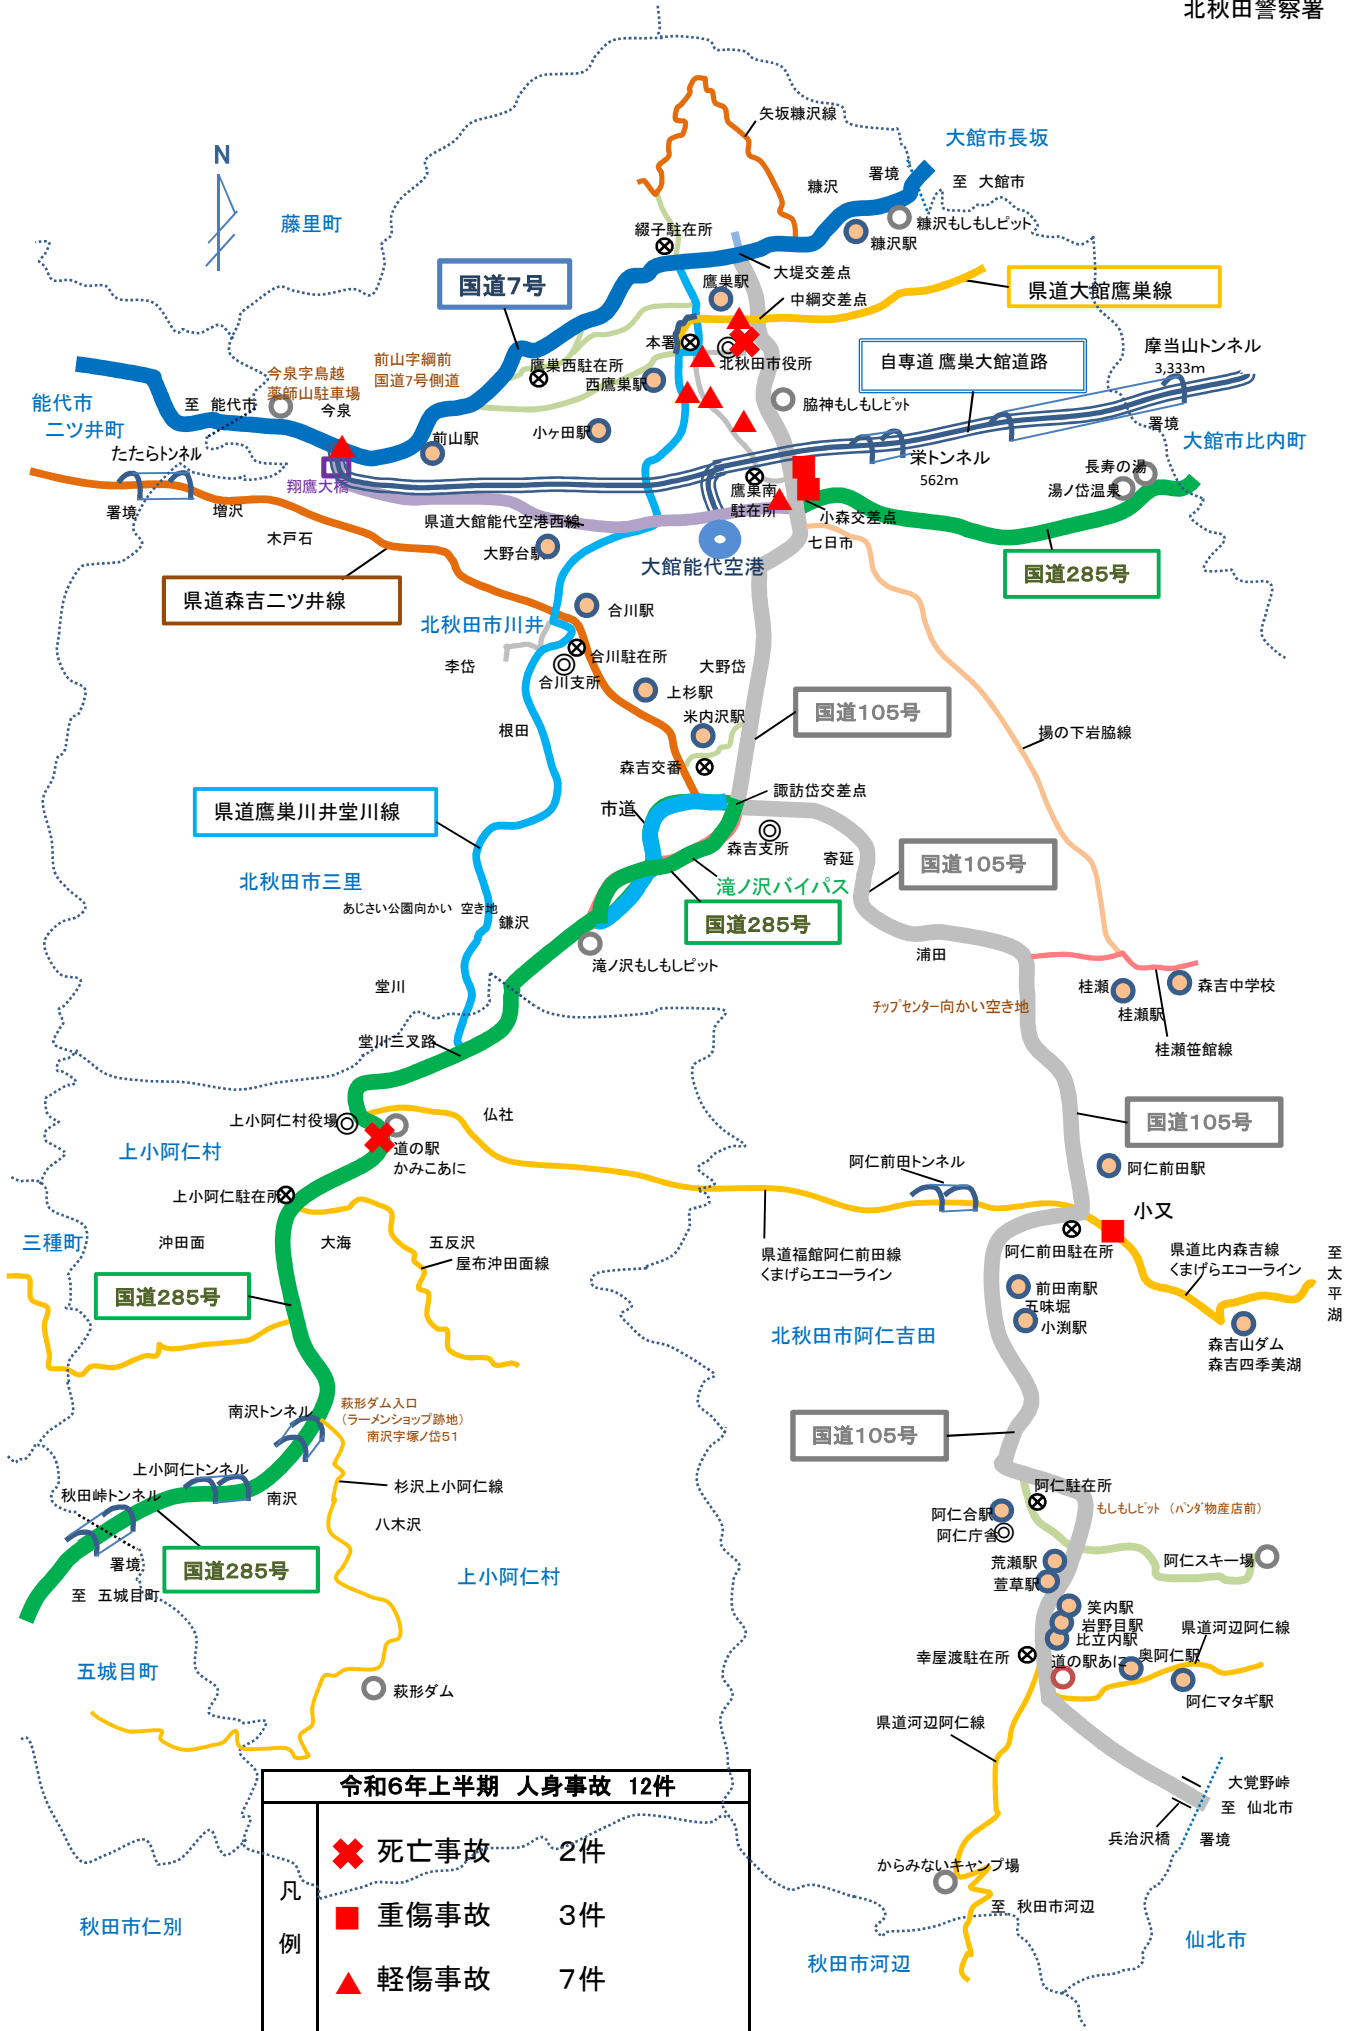 北秋田警察署
矢坂糠沢線
大館市長坂
署境
糠沢
至 大館市
N
藤里町
綴子駐在所
糠沢もしもしピット
糠沢駅
大堤交差点
国道7号
鷹巣駅
中綱交差点
県道大館鷹巣線
本署
北秋田市役所
自専道 鷹巣大館道路
摩当山トンネル
3,333m
前山字綱前
国道7号側道
鷹巣西駐在所
西鷹巣駅
今泉字鳥越
薬師山駐車場
能代市
二ツ井町
至 能代市
今泉
脇神もしもしピット
署境
小ヶ田駅
前山駅
大館市比内町
たたらトンネル
栄トンネル
562m
長寿の湯
湯ノ岱温泉
翔鷹大橋
鷹巣南
駐在所
署境
増沢
県道大館能代空港西線
小森交差点
木戸石
大野台駅
七日市
大館能代空港
国道285号
県道森吉二ツ井線
合川駅
北秋田市川井
合川駐在所
李岱
合川支所
大野岱
上杉駅
国道105号
米内沢駅
根田
揚の下岩脇線
森吉交番
諏訪岱交差点
県道鷹巣川井堂川線
市道
森吉支所
寄延
国道105号
北秋田市三里
滝ノ沢バイパス
あじさい公園向かい 空き地
鎌沢
国道285号
浦田
滝ノ沢もしもしピット
堂川
桂瀬
森吉中学校
桂瀬駅
チップセンター向かい空き地
堂川三叉路
桂瀬笹館線
仏社
上小阿仁村役場
国道105号
上小阿仁村
道の駅
かみこあに
阿仁前田トンネル
阿仁前田駅
上小阿仁駐在所
小又
三種町
沖田面
大海
五反沢
屋布沖田面線
県道福館阿仁前田線
くまげらエコーライン
阿仁前田駐在所
県道比内森吉線
くまげらエコーライン
至
太
平
湖
国道285号
前田南駅
五味堀
小渕駅
北秋田市阿仁吉田
森吉山ダム
森吉四季美湖
南沢トンネル
萩形ダム入口
(ラーメンショップ跡地)
南沢字塚ノ岱51
国道105号
上小阿仁トンネル
秋田峠トンネル
南沢
杉沢上小阿仁線
阿仁駐在所
もしもしピット (パンダ物産店前)
阿仁合駅
阿仁庁舎
八木沢
署境
国道285号
荒瀬駅
萱草駅
阿仁スキー場
上小阿仁村
至 五城目町
笑内駅
岩野目駅
比立内駅
県道河辺阿仁線
幸屋渡駐在所
道の駅あに
奥阿仁駅
五城目町
萩形ダム
阿仁マタギ駅
県道河辺阿仁線
令和6年上半期 人身事故 12件
大覚野峠
至 仙北市
兵治沢橋
署境
凡
例
死亡事故 2件
重傷事故 3件
軽傷事故 7件
からみないキャンプ場
至 秋田市河辺
秋田市仁別
秋田市河辺
仙北市